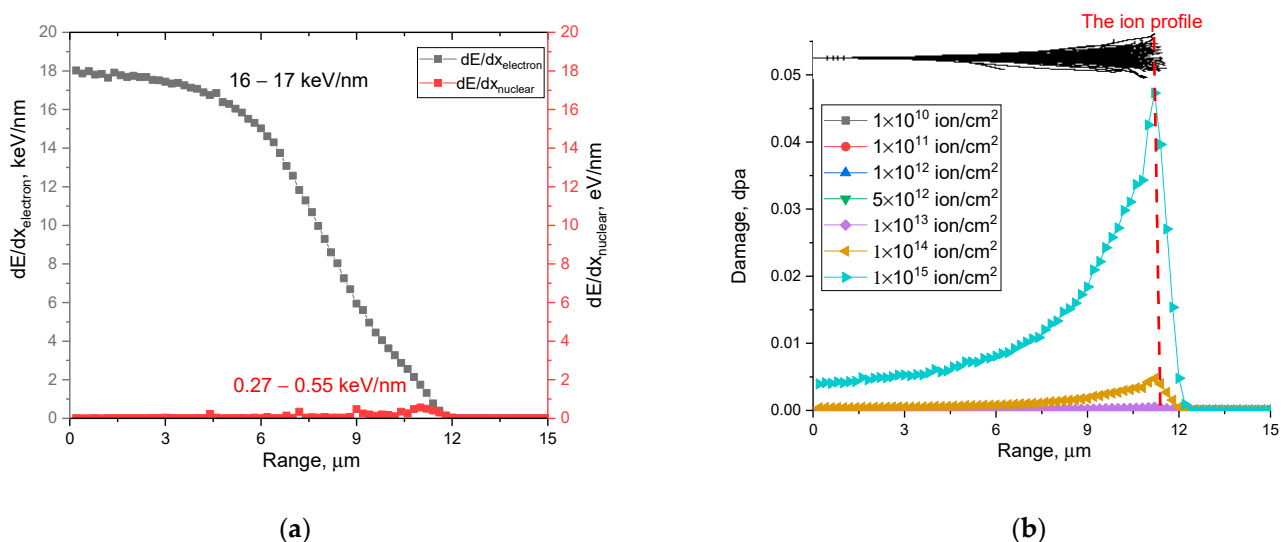 20
18
16
14
12
10
8
6
4
2
0
dE/dx_electron, keV/nm
0 3 6 9 12 15
Range, μm
16 – 17 keV/nm
0.27 – 0.55 keV/nm
dE/dx_electron
dE/dx_nuclear
20
18
16
14
12
10
8
6
4
2
0
dE/dx_nuclear, eV/nm
(a)
The ion profile
0.05
0.04
0.03
0.02
0.01
0.00
Damage, dpa
1×10^10 ion/cm^2
1×10^11 ion/cm^2
1×10^12 ion/cm^2
5×10^12 ion/cm^2
1×10^13 ion/cm^2
1×10^14 ion/cm^2
1×10^15 ion/cm^2
0 3 6 9 12 15
Range, μm
(b)